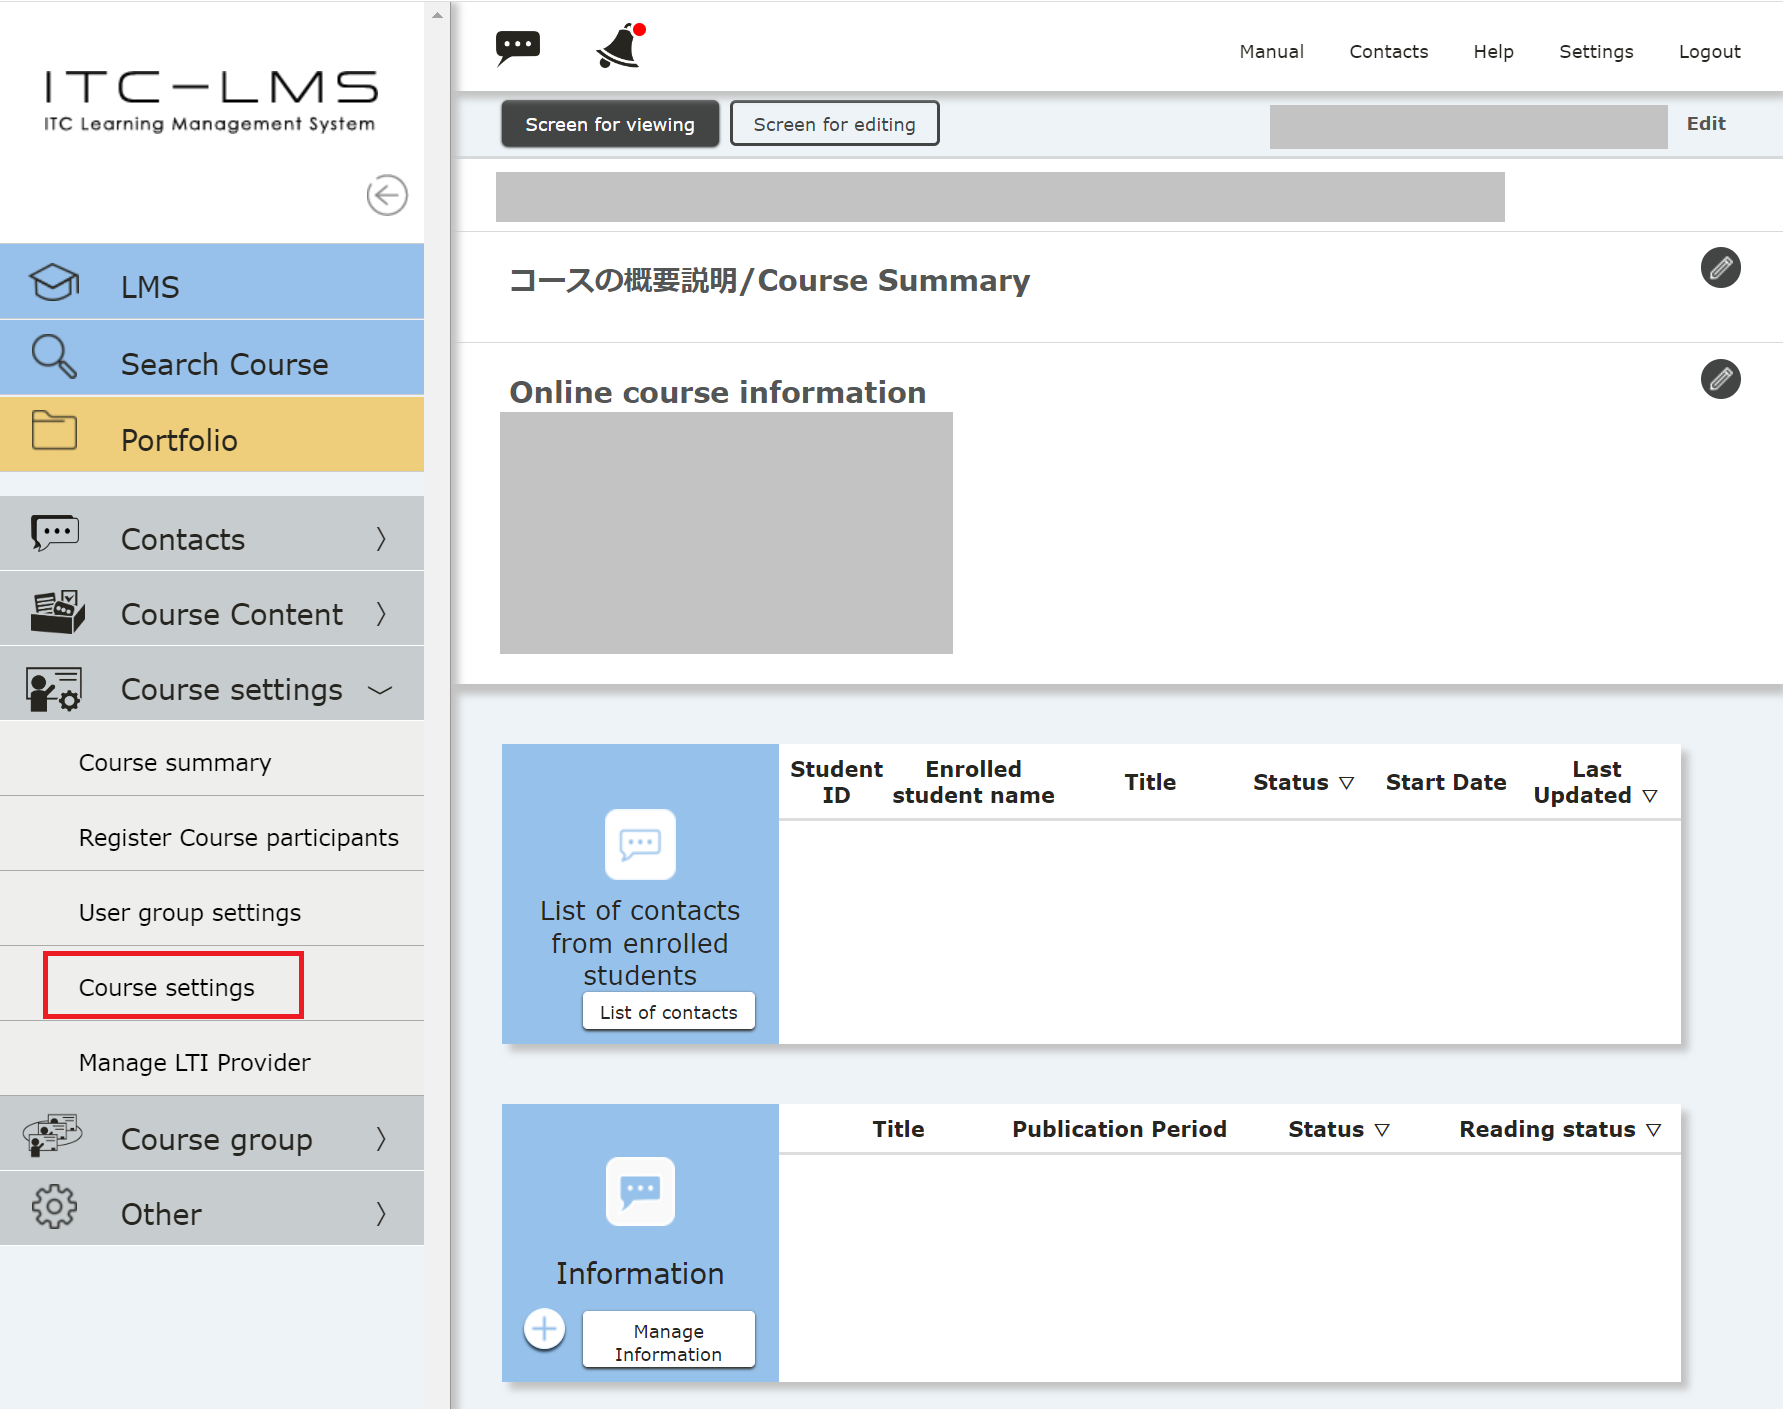 ITC-LMS
ITC Learning Management System
LMS
Search Course
Portfolio
Contacts
Course Content
Course settings
Course summary
Register Course participants
User group settings
Course settings
Manage LTI Provider
Course group
Other
Manual Contacts Help Settings Logout
Screen for viewing Screen for editing Edit
コースの概要説明/Course Summary
Online course information
List of contacts
from enrolled
students
List of contacts
Student
ID
Enrolled
student name
Title
Status ▽
Start Date
Last
Updated ▽
Information
Manage
Information
Title Publication Period Status ▽ Reading status ▽